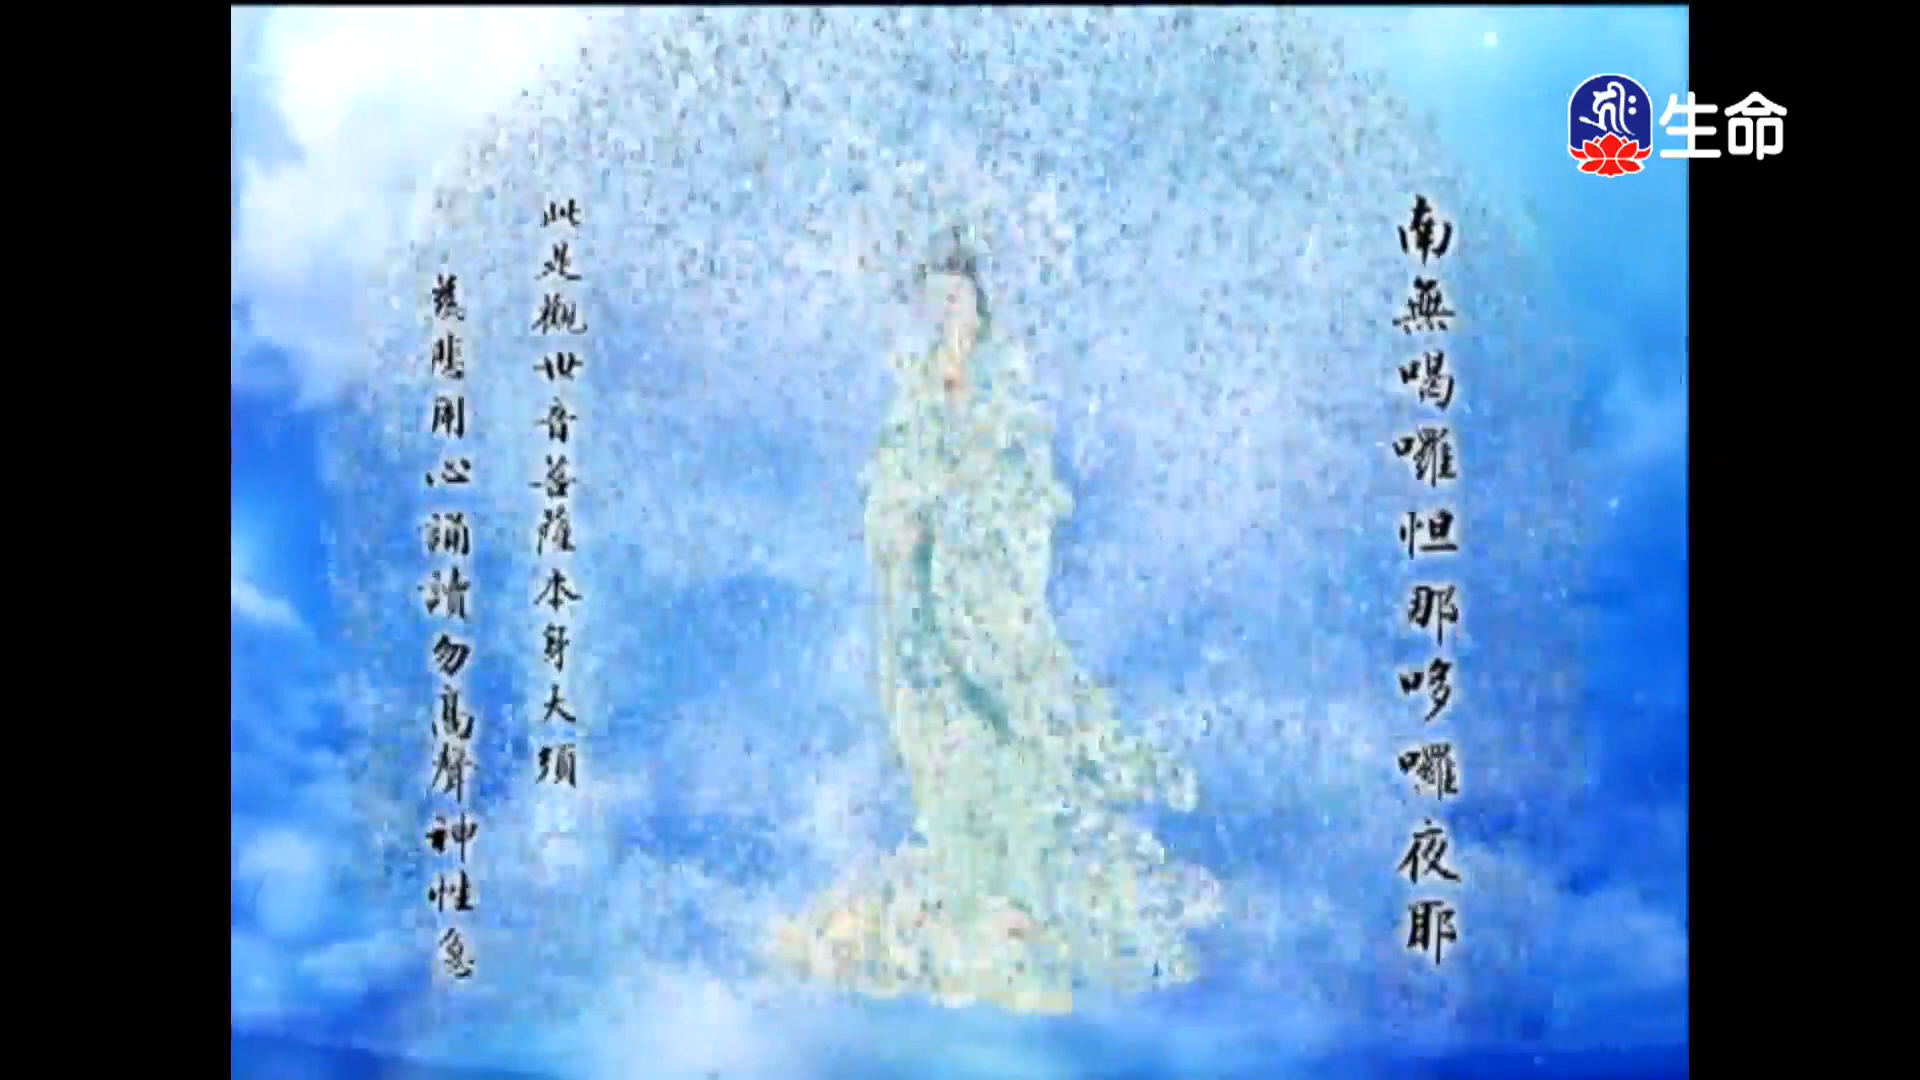 生命
南無喝囉怛那哆囉夜耶
此是觀世音菩薩本身大須
慈悲用心誦讀勿高聲神性急